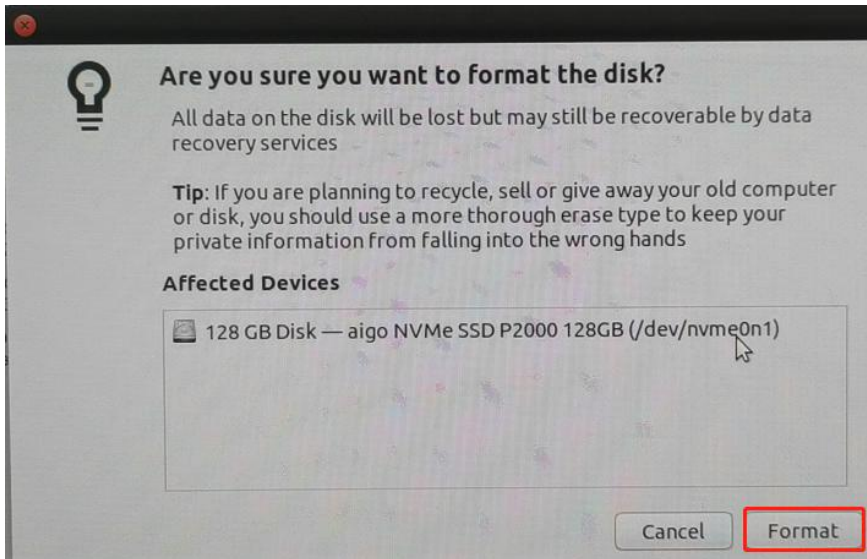 Are you sure you want to format the disk?
All data on the disk will be lost but may still be recoverable by data
recovery services
Tip: If you are planning to recycle, sell or give away your old computer
or disk, you should use a more thorough erase type to keep your
private information from falling into the wrong hands
Affected Devices
128 GB Disk — aigo NVMe SSD P2000 128GB (/dev/nvme0n1)
Cancel
Format